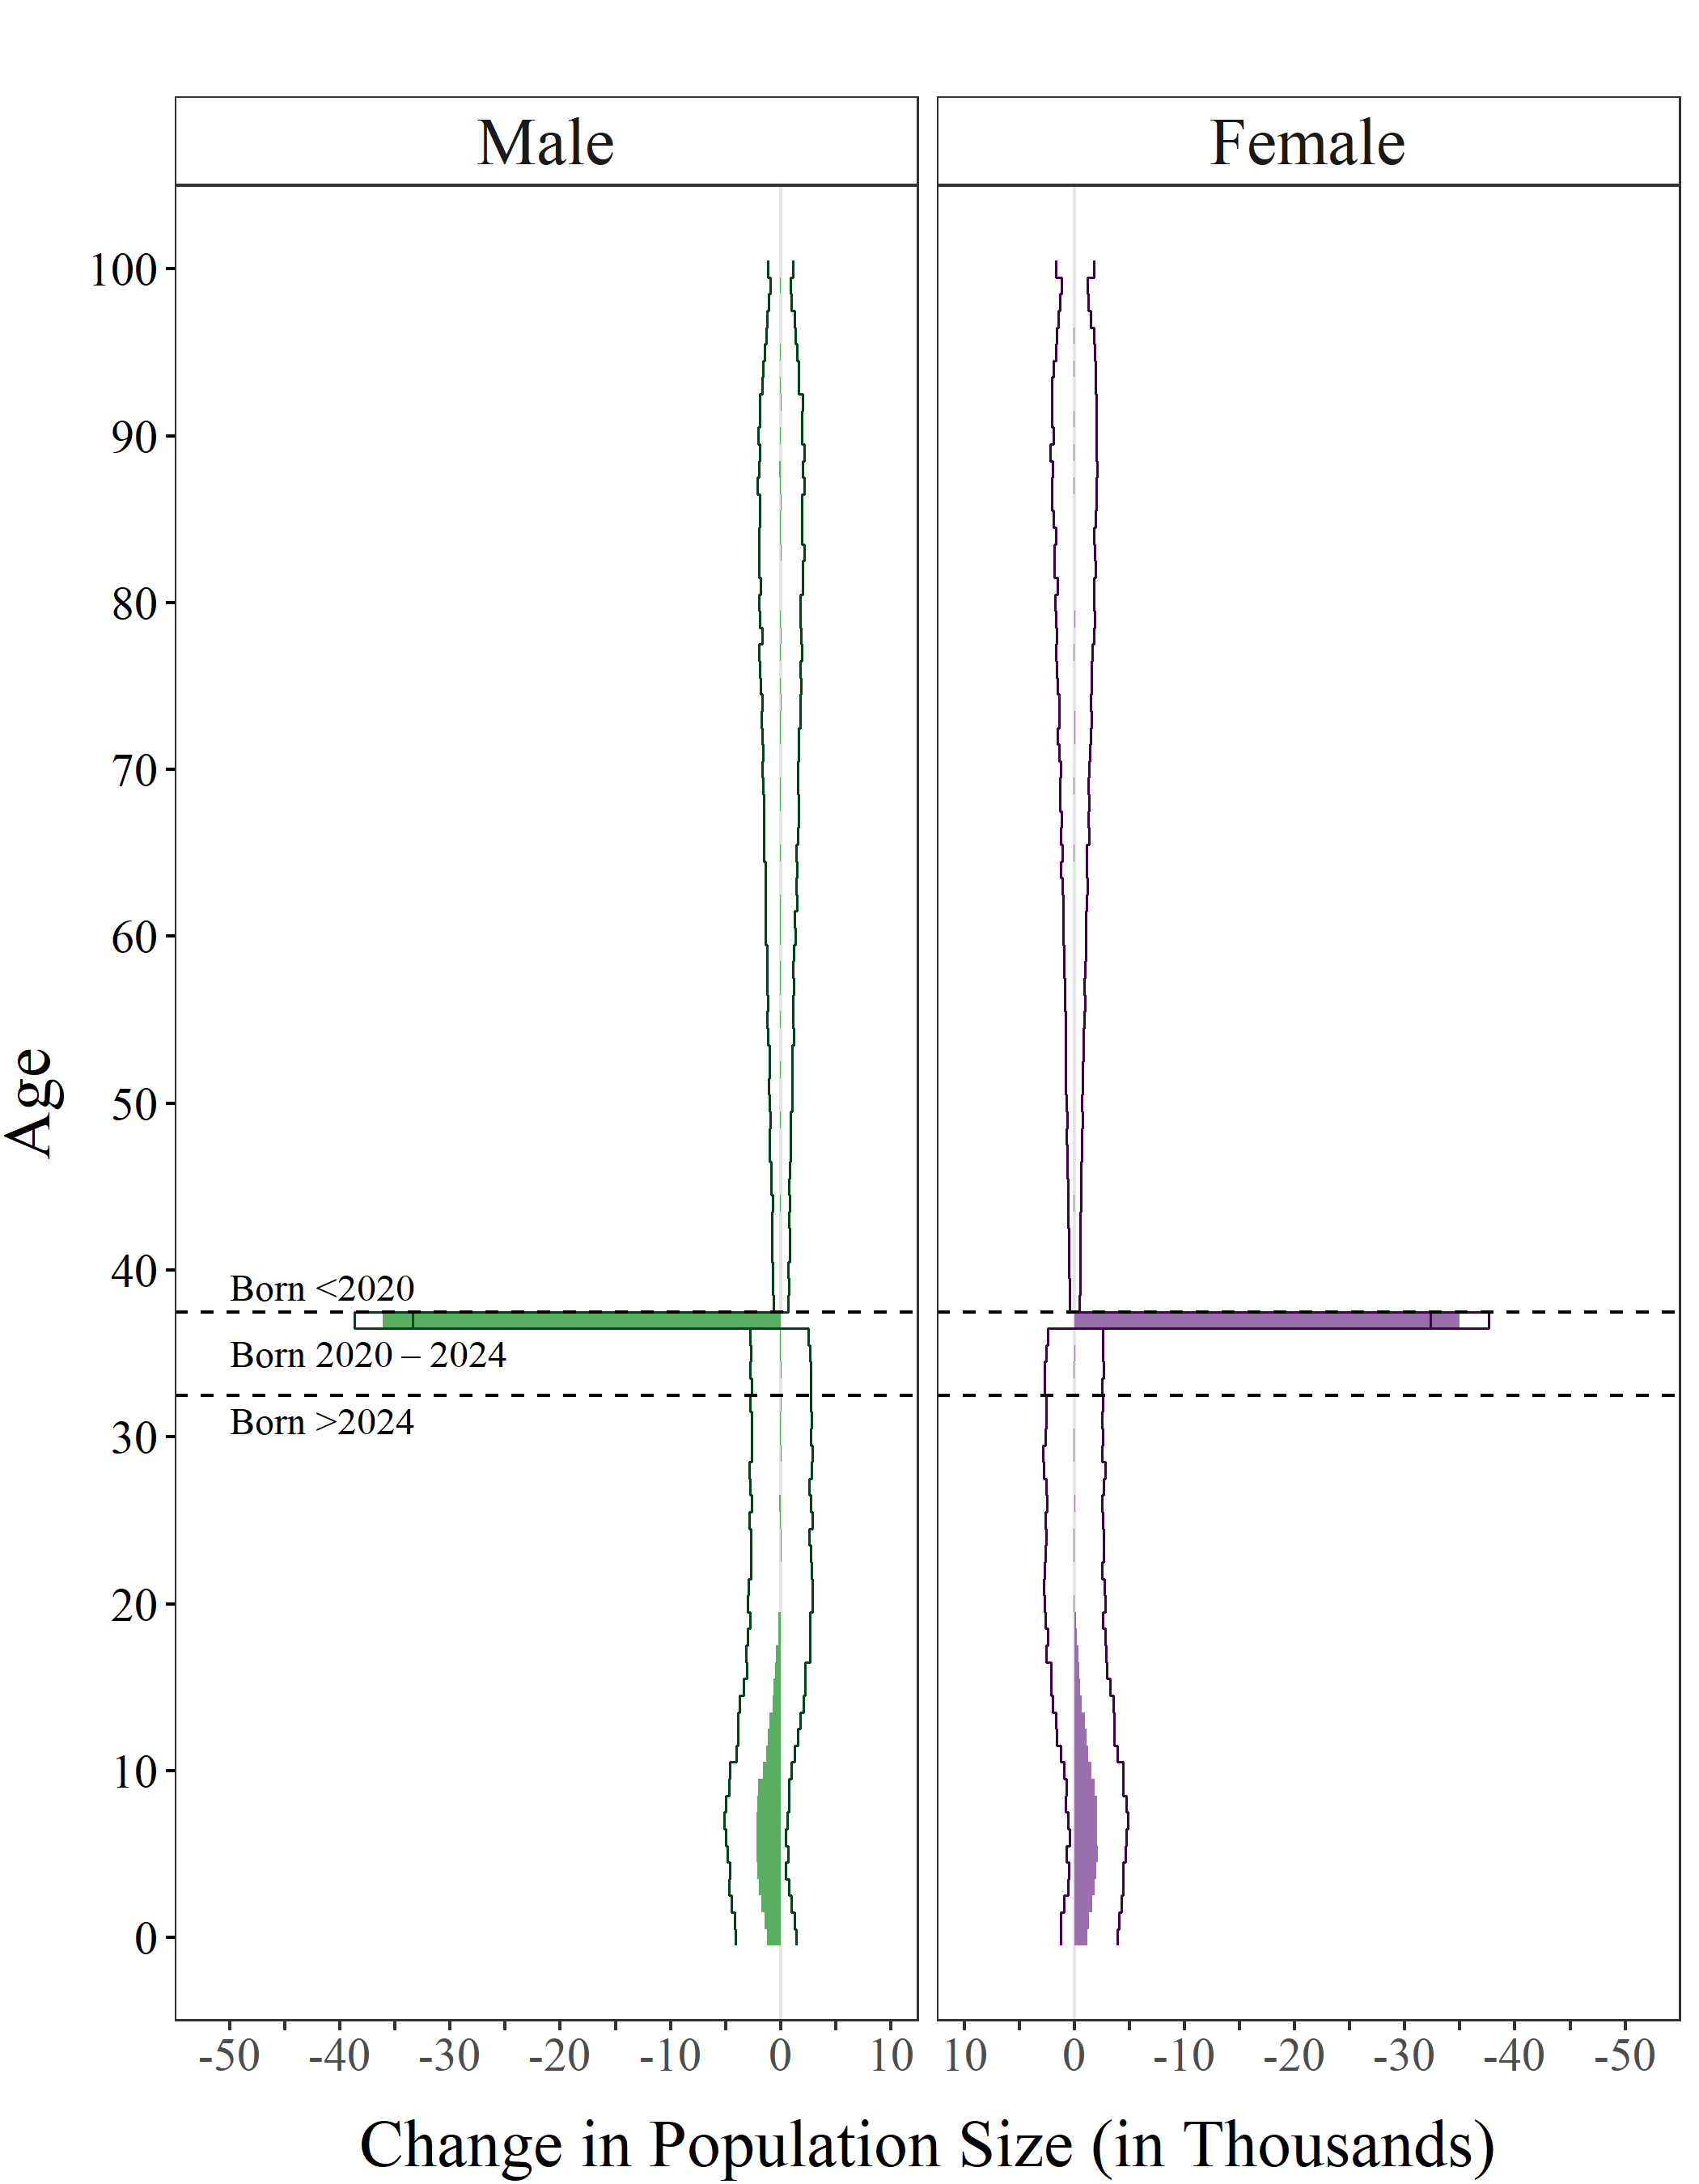 Male Female
100
90
80
70
60
50
40
30
20
10
0
Age
Born <2020
Born 2020 – 2024
Born >2024
-50 -40 -30 -20 -10 0 10 10 0 -10 -20 -30 -40 -50
Change in Population Size (in Thousands)